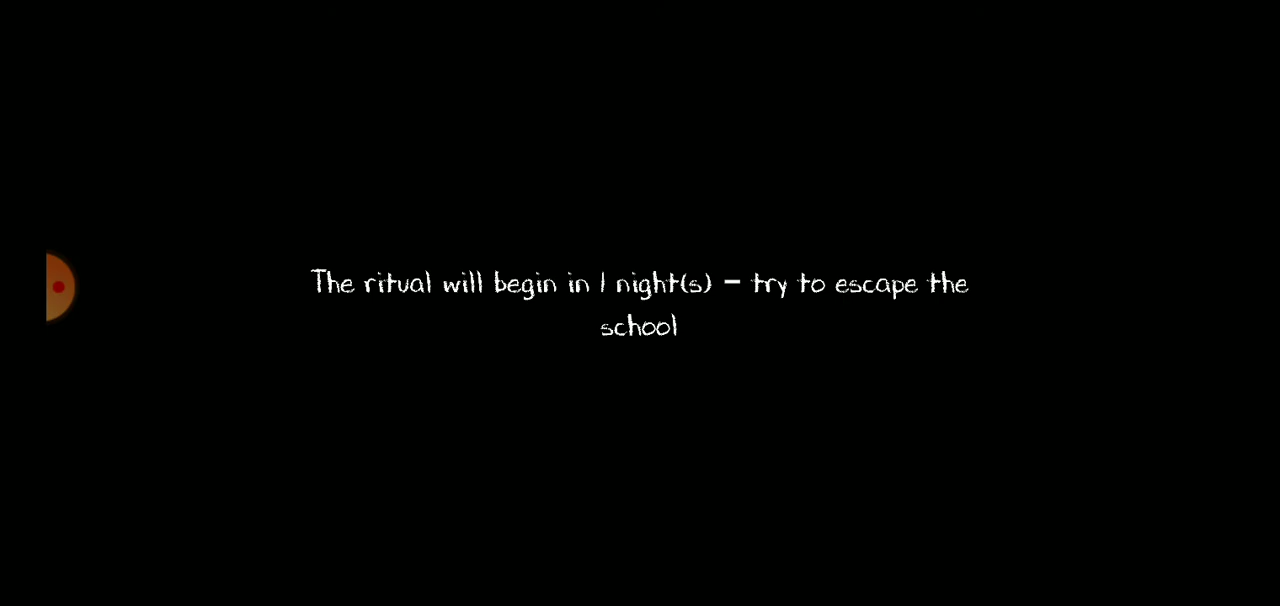 The ritual will begin in 1 night(s) - try to escape the
school